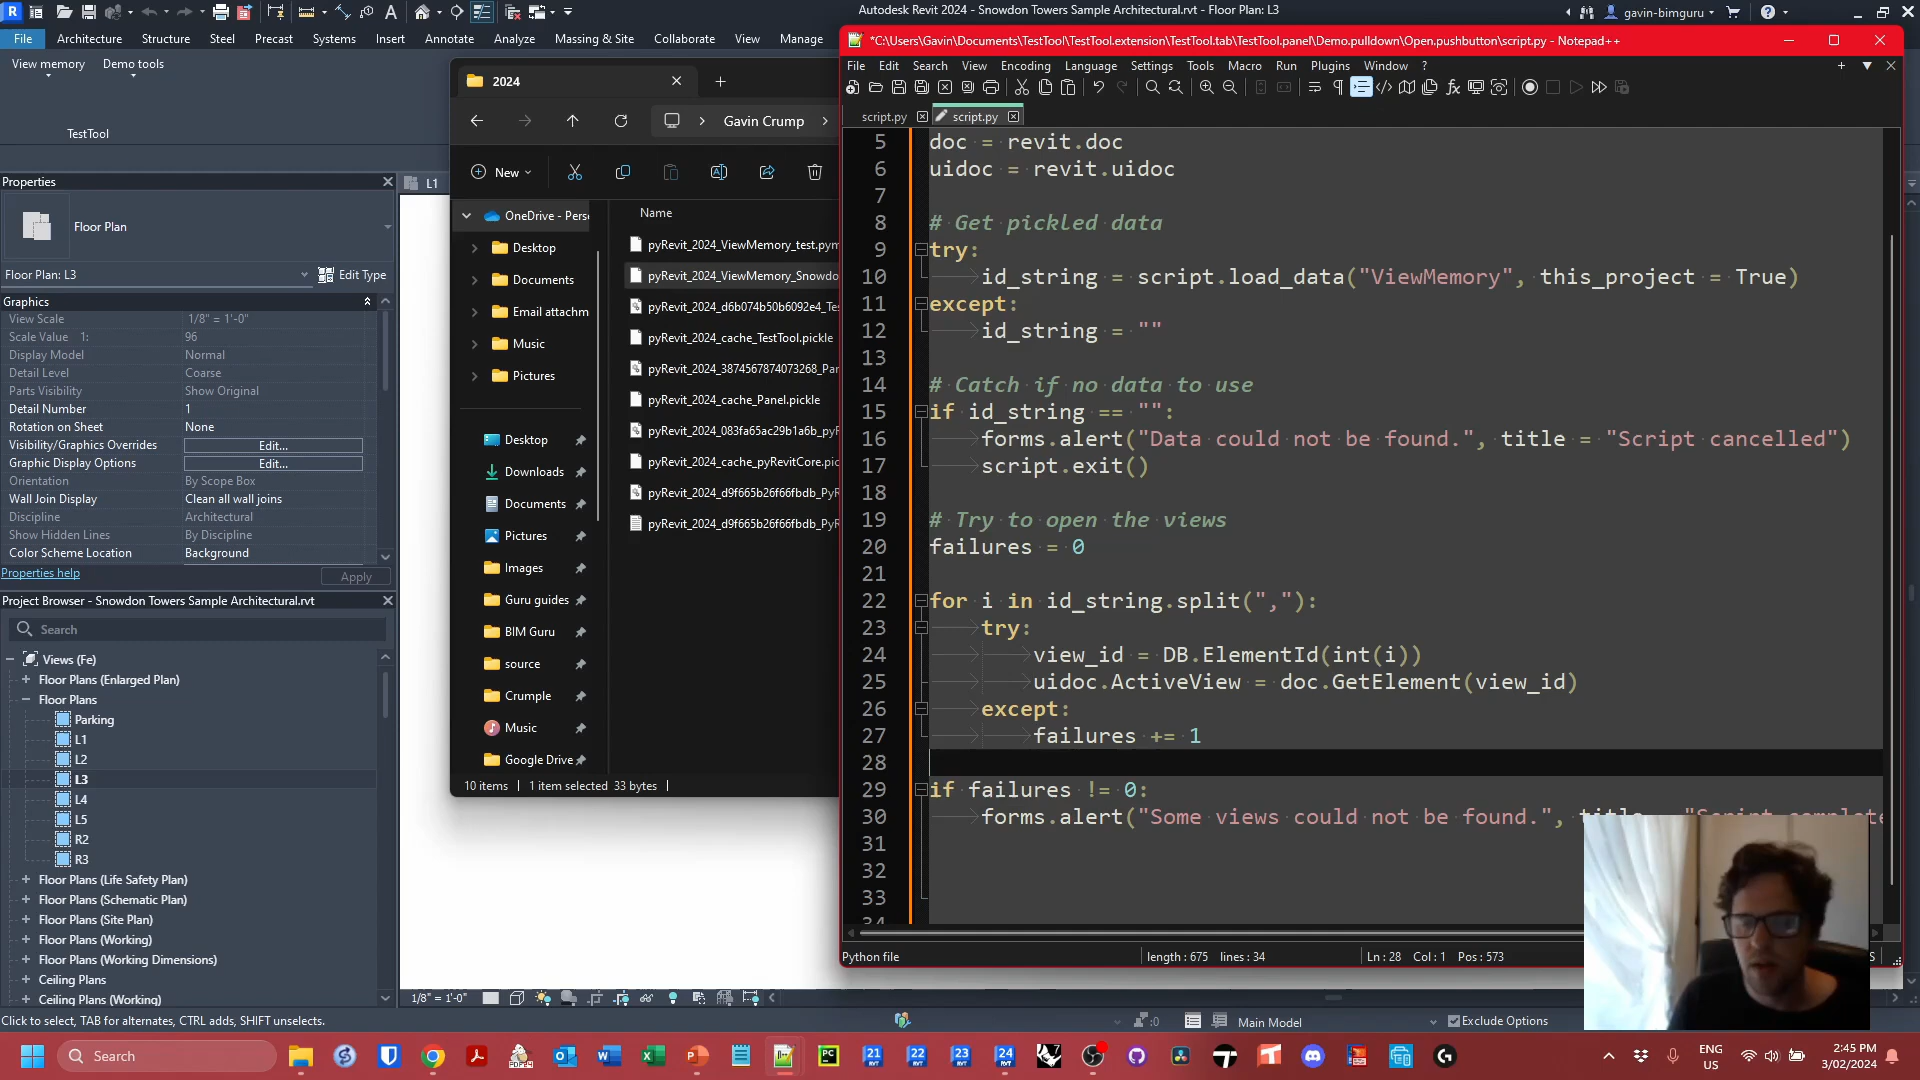 Autodesk Revit 2024 - Snowdon Towers Sample Architectural.rvt - Floor Plan: L3
gavin-bimguru
File
Architecture
Structure
Steel
Precast
Systems
Insert
Annotate
Analyze
Massing & Site
Collaborate
View
Manage
View memory
Demo tools
TestTool
Properties
Floor Plan
Floor Plan: L3
Edit Type
Graphics
View Scale 1/8" = 1'-0"
Scale Value 1: 96
Display Model Normal
Detail Level Coarse
Parts Visibility Show Original
Detail Number 1
Rotation on Sheet None
Visibility/Graphics Overrides Edit...
Graphic Display Options Edit...
Orientation By Scope Box
Wall Join Display Clean all wall joins
Discipline Architectural
Show Hidden Lines By Discipline
Color Scheme Location Background
Properties help
Apply
Project Browser - Snowdon Towers Sample Architectural.rvt
Search
Views (Fe)
Floor Plans (Enlarged Plan)
Floor Plans
Parking
L1
L2
L3
L4
L5
R2
R3
Floor Plans (Life Safety Plan)
Floor Plans (Schematic Plan)
Floor Plans (Site Plan)
Floor Plans (Working)
Floor Plans (Working Dimensions)
Ceiling Plans
Ceiling Plans (Working)
L1
2024
Gavin Crump
New
Name
OneDrive - Pers
Desktop
Documents
Email attachm
Music
Pictures
Desktop
Downloads
Documents
Pictures
Images
Guru guides
BIM Guru
source
Crumple
Music
Google Drive
pyRevit_2024_ViewMemory_test.pym
pyRevit_2024_ViewMemory_Snowdo
pyRevit_2024_d6b074b50b6092e4_Te
pyRevit_2024_cache_TestTool.pickle
pyRevit_2024_3874567874073268_Pan
pyRevit_2024_cache_Panel.pickle
pyRevit_2024_083fa65ac29b1a6b_pyR
pyRevit_2024_cache_pyRevitCore.pic
pyRevit_2024_d9f665b26f66fbdb_PyR
pyRevit_2024_d9f665b26f66fbdb_PyR
10 items
1 item selected 33 bytes
*C:\Users\Gavin\Documents\TestTool\TestTool.extension\TestTool.tab\TestTool.panel\Demo.pulldown\Open.pushbutton\script.py - Notepad++
File Edit Search View Encoding Language Settings Tools Macro Run Plugins Window ?
script.py
script.py
5 doc = revit.doc
6 uidoc = revit.uidoc
7
8 # Get pickled data
9 try:
10 id_string = script.load_data("ViewMemory", this_project = True)
11 except:
12 id_string = ""
13
14 # Catch if no data to use
15 if id_string == "":
16 forms.alert("Data could not be found.", title = "Script cancelled")
17 script.exit()
18
19 # Try to open the views
20 failures = 0
21
22 for i in id_string.split(","):
23 try:
24 view_id = DB.ElementId(int(i))
25 uidoc.ActiveView = doc.GetElement(view_id)
26 except:
27 failures += 1
28
29 if failures != 0:
30 forms.alert("Some views could not be found.",
31
32
33
Python file
length : 675 lines : 34
Ln : 28 Col : 1 Pos : 573
1/8" = 1'-0"
Click to select, TAB for alternates, CTRL adds, SHIFT unselects.
:0
Main Model
Exclude Options
Search
ENG
US
2:45 PM
3/02/2024